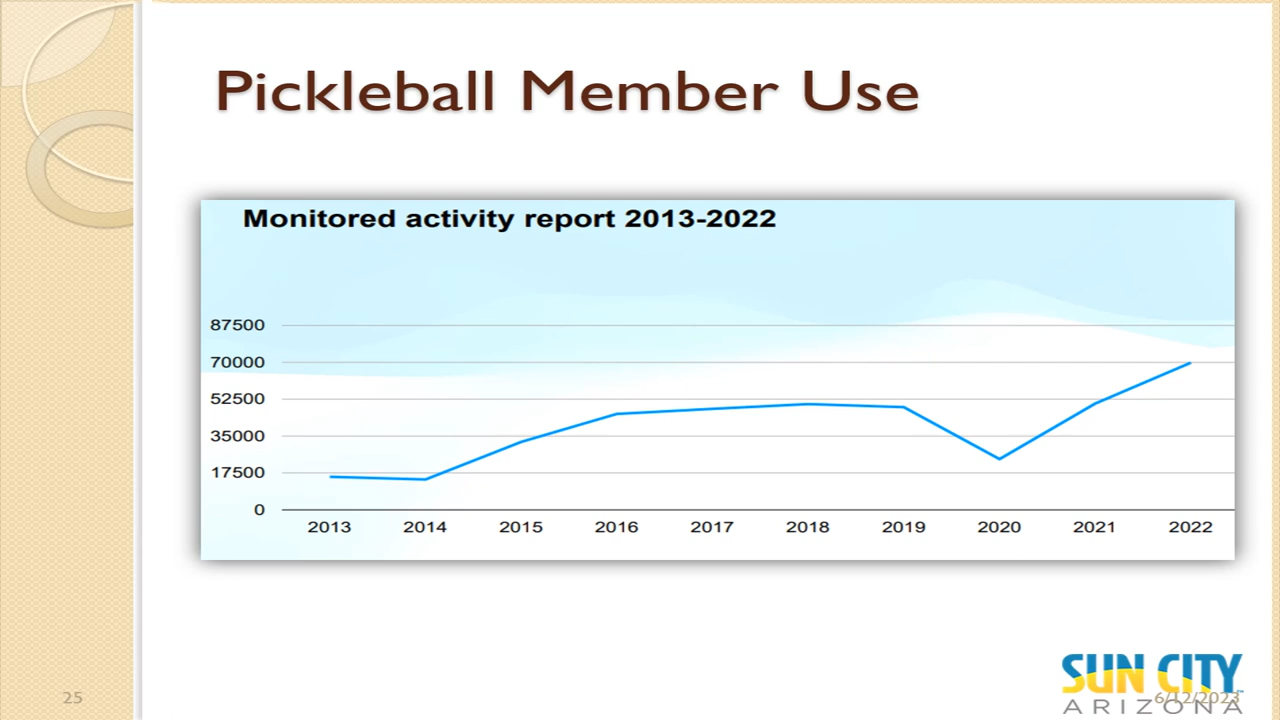 Pickleball Member Use
Monitored activity report 2013-2022
87500
70000
52500
35000
17500
0
2013 2014 2015 2016 2017 2018 2019 2020 2021 2022
25
SUN CITY
6/12/2023
ARIZONA